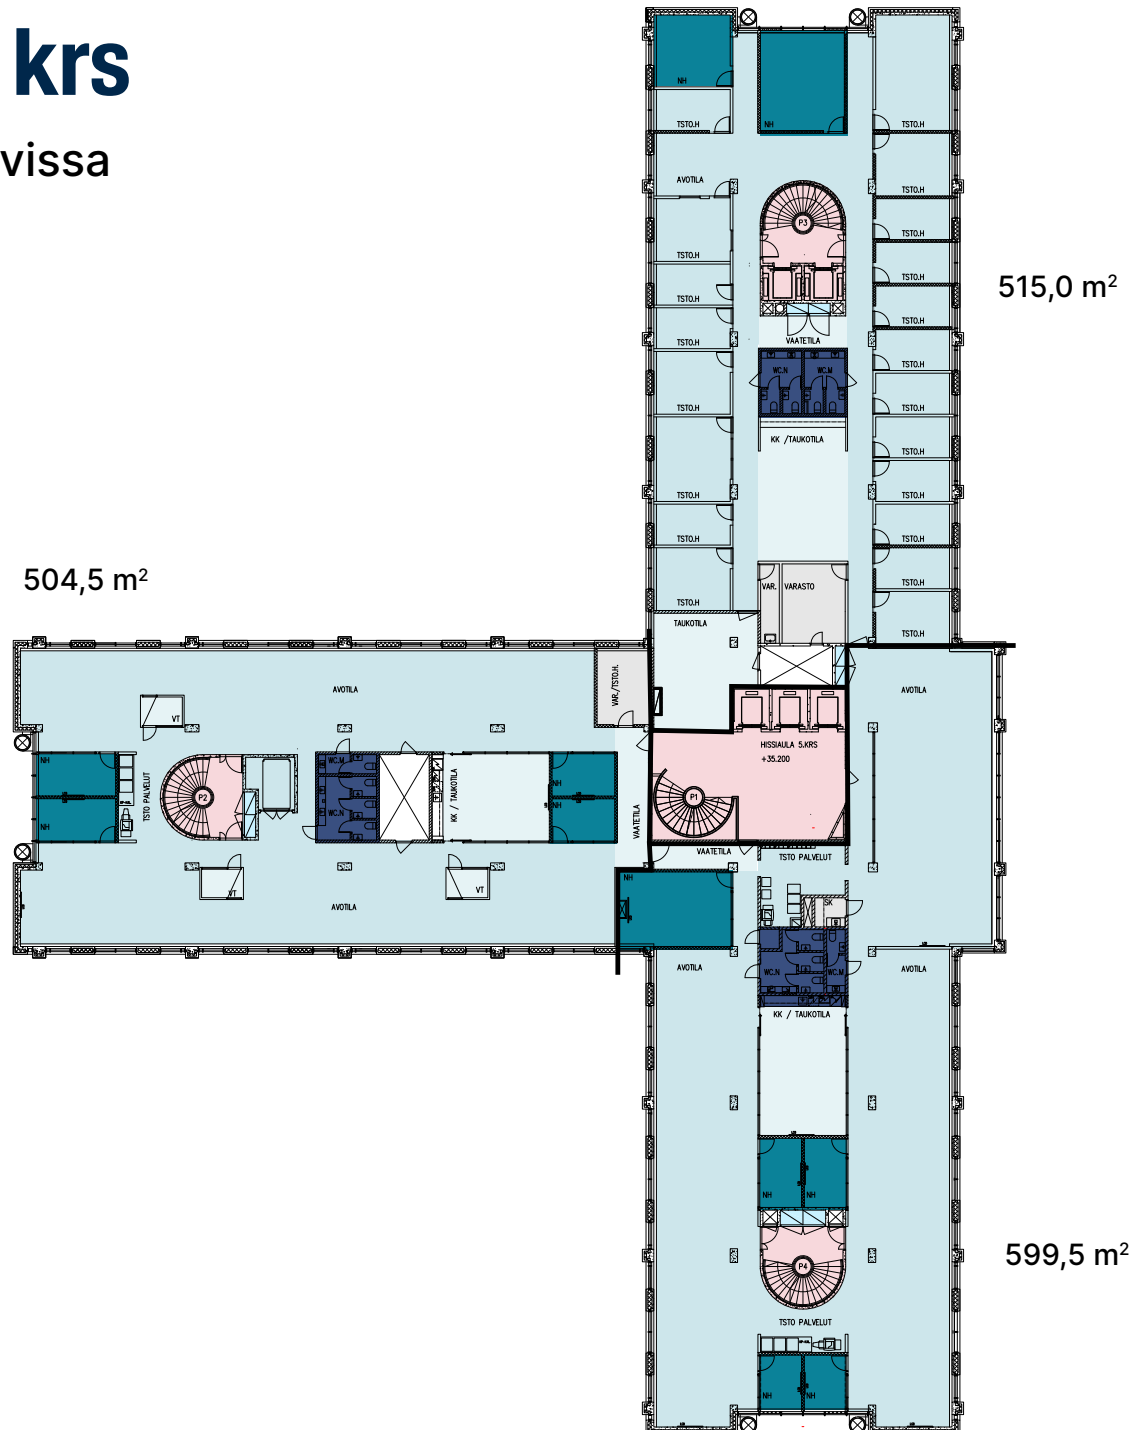 krs
vissa
NH
NH
TSTO.H
TSTO.H
AVOTILA
TSTO.H
P3
TSTO.H
TSTO.H
515,0 m²
TSTO.H
TSTO.H
TSTO.H
TSTO.H
VAATETILA
TSTO.H
WC.N
WC.M
TSTO.H
TSTO.H
KK /TAUKOTILA
TSTO.H
TSTO.H
TSTO.H
TSTO.H
TSTO.H
504,5 m²
VAR.
VARASTO
TSTO.H
TSTO.H
TAUKOTILA
TSTO.H
AVOTILA
VAR./TSTO.H.
AVOTILA
VT
HISSIAULA 5.KRS
+35.200
NH
TSTO PALVELUT
P2
WC.M
KK / TAUKOTILA
NH
P1
NH
WC.N
NH
VAATETILA
VAATETILA
TSTO PALVELUT
VT
VT
NH
SK
AVOTILA
AVOTILA
WC.N
WC.M
AVOTILA
KK / TAUKOTILA
NH
NH
599,5 m²
P4
TSTO PALVELUT
NH
NH